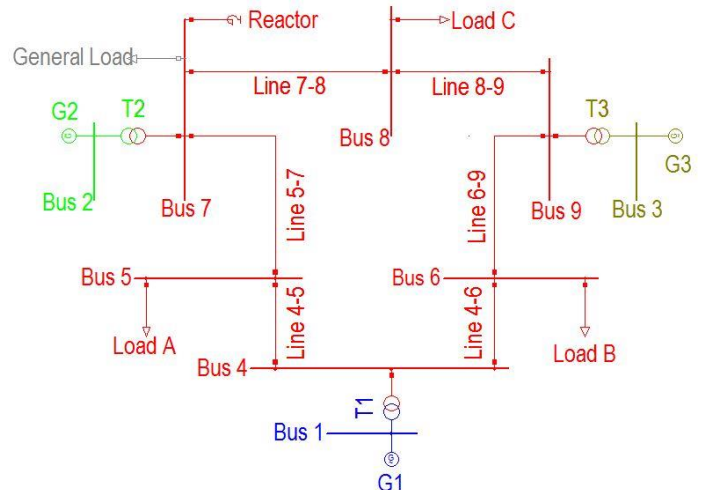 Reactor
Load C
General Load
Line 7-8
Line 8-9
G2
T2
T3
Bus 8
G3
Bus 2
Bus 7
Line 5-7
Line 6-9
Bus 9
Bus 3
Bus 5
Bus 6
Load A
Line 4-5
Line 4-6
Load B
Bus 4
T1
Bus 1
G1